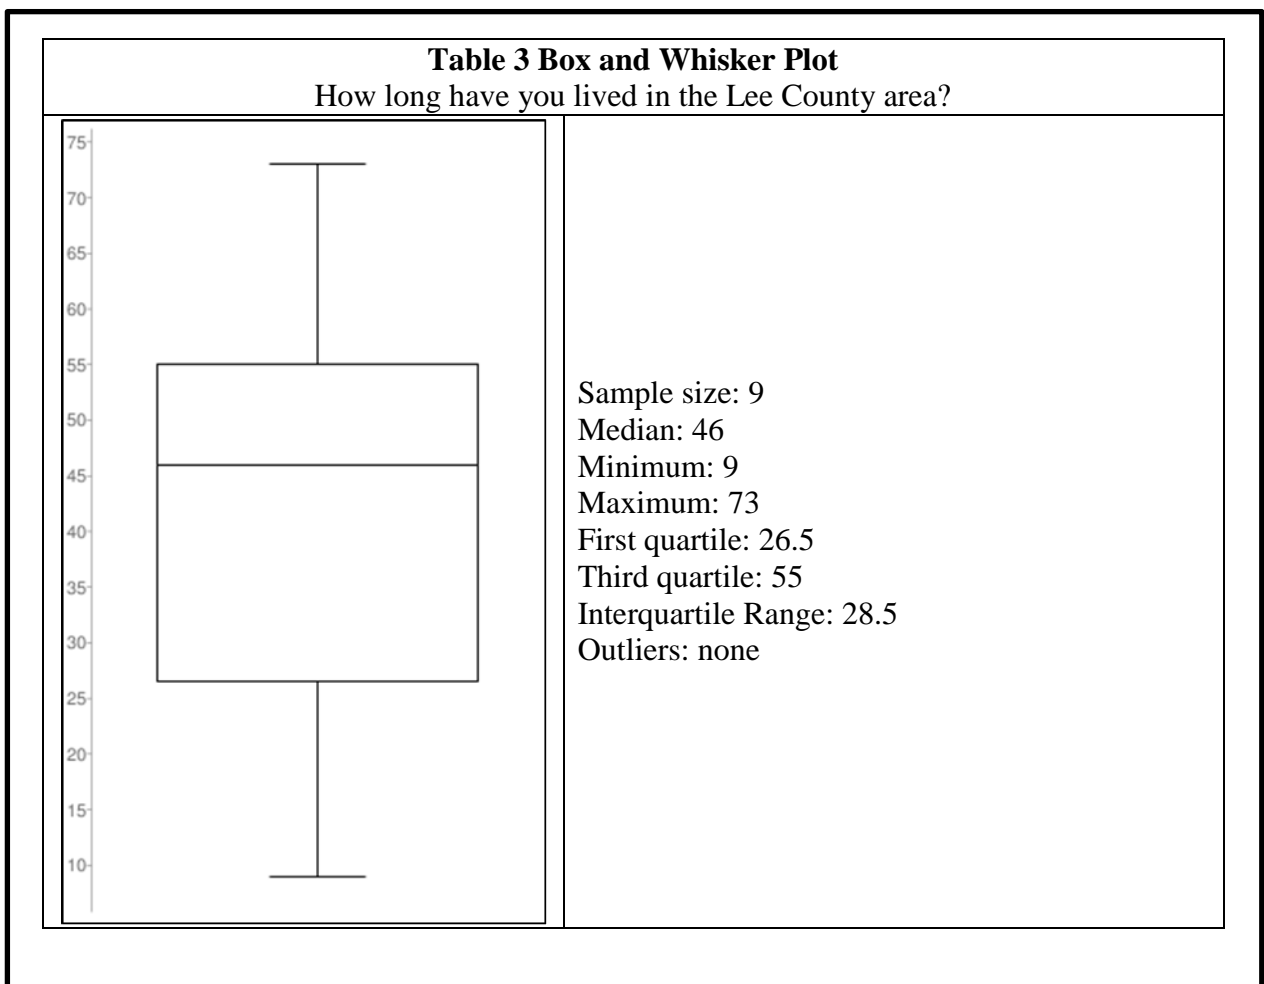 Table 3 Box and Whisker Plot
How long have you lived in the Lee County area?
75
70
65
60
55
50
45
40
35
30
25
20
15
10
Sample size: 9
Median: 46
Minimum: 9
Maximum: 73
First quartile: 26.5
Third quartile: 55
Interquartile Range: 28.5
Outliers: none